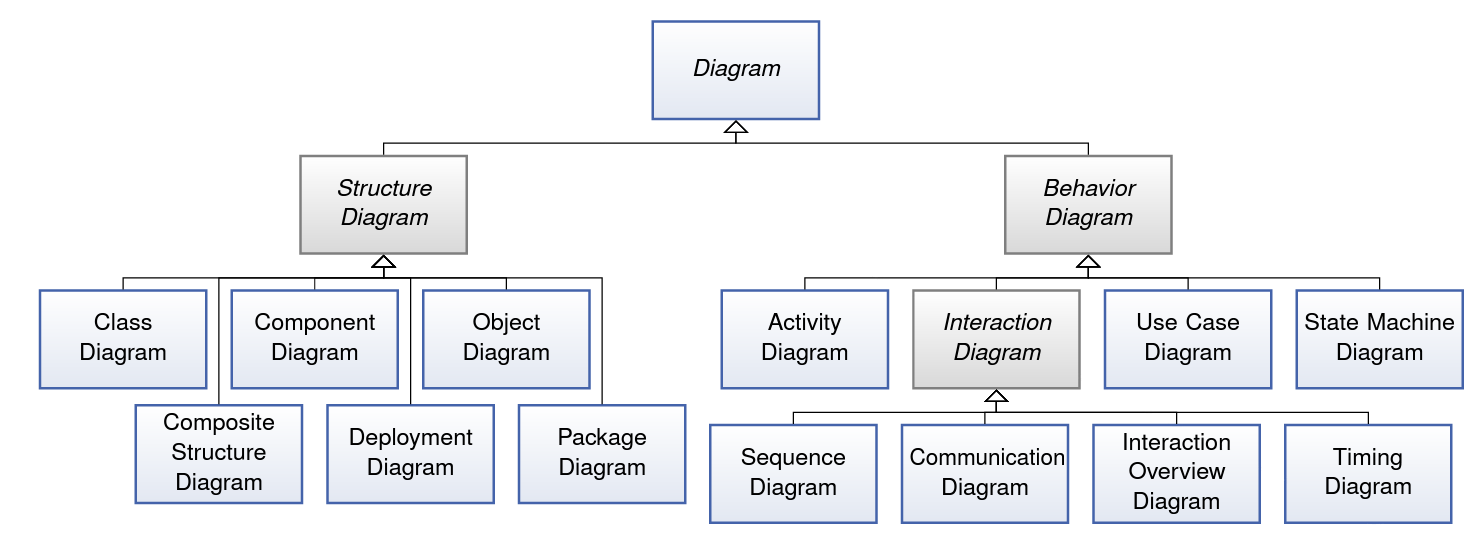 Diagram
Structure
Diagram
Behavior
Diagram
Class
Diagram
Component
Diagram
Object
Diagram
Activity
Diagram
Interaction
Diagram
Use Case
Diagram
State Machine
Diagram
Composite
Structure
Diagram
Deployment
Diagram
Package
Diagram
Sequence
Diagram
Communication
Diagram
Interaction
Overview
Diagram
Timing
Diagram